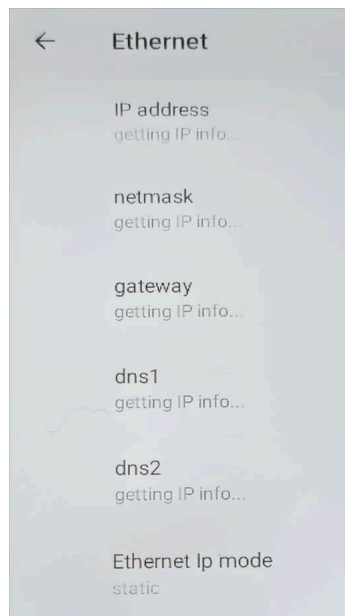 Ethernet
IP address
getting IP info...
netmask
getting IP info...
gateway
getting IP info...
dns1
getting IP info...
dns2
getting IP info...
Ethernet Ip mode
static